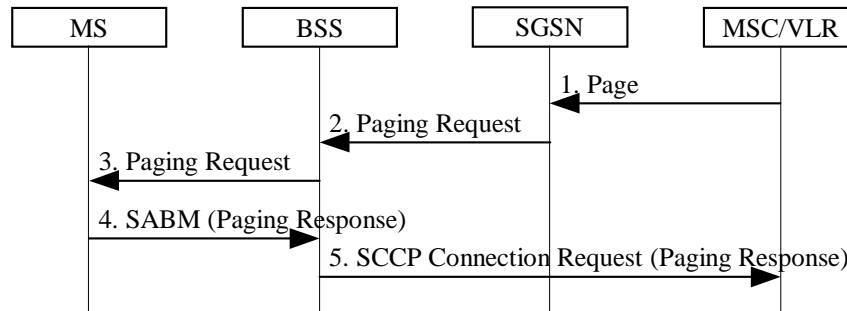 MS
BSS
SGSN
MSC/VLR
1. Page
2. Paging Request
3. Paging Request
4. SABM (Paging Response)
5. SCCP Connection Request (Paging Response)